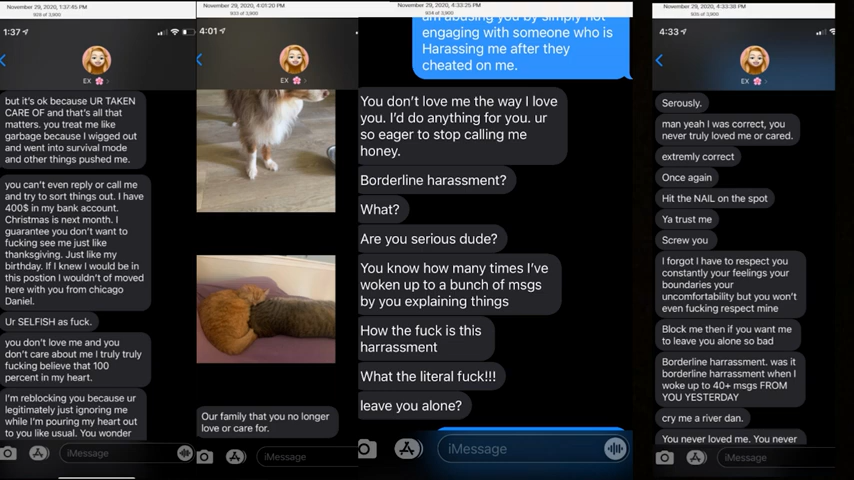 November 29, 2020, 1:37:45 PM
909 of 3,900
1:37
EX 🌸
but it's ok because UR TAKEN
CARE OF and that's all that
matters. you treat me like
garbage because I wigged out
and went into survival mode
and other things pushed me.
you can't even reply or call me
and try to sort things out. I have
400$ in my bank account.
Christmas is next month. I
guarantee you don't want to
fucking see me just like
thanksgiving. Just like my
birthday. If I knew I would be in
this postion I wouldn't of moved
here with you from chicago
Daniel.
Ur SELFISH as fuck.
you don't love me and you
don't care about me I truly truly
fucking believe that 100
percent in my heart.
I'm reblocking you because ur
legitimately just ignoring me
while I'm pouring my heart out
to you like usual. You wonder
iMessage
November 29, 2020, 4:01:20 PM
933 of 3,900
4:01
EX 🌸
Our family that you no longer
love or care for.
iMessage
November 29, 2020, 4:33:25 PM
934 of 3,900
am abusing you by simply not
engaging with someone who is
Harassing me after they
cheated on me.
You don't love me the way I love
you. I'd do anything for you. ur
so eager to stop calling me
honey.
Borderline harassment?
What?
Are you serious dude?
You know how many times I've
woken up to a bunch of msgs
by you explaining things
How the fuck is this
harrassment
What the literal fuck!!!
leave you alone?
iMessage
November 29, 2020, 4:33:38 PM
935 of 3,900
4:33
EX 🌸
Serously.
man yeah I was correct, you
never truly loved me or cared.
extremly correct
Once again
Hit the NAIL on the spot
Ya trust me
Screw you
I forgot I have to respect you
constantly your feelings your
boundaries your
uncomfortability but you won't
even fucking respect mine
Block me then if you want me
to leave you alone so bad
Borderline harrassment. was it
borderline harrassment when I
woke up to 40+ msgs FROM
YOU YESTERDAY
cry me a river dan.
You never loved me. You never
iMessage